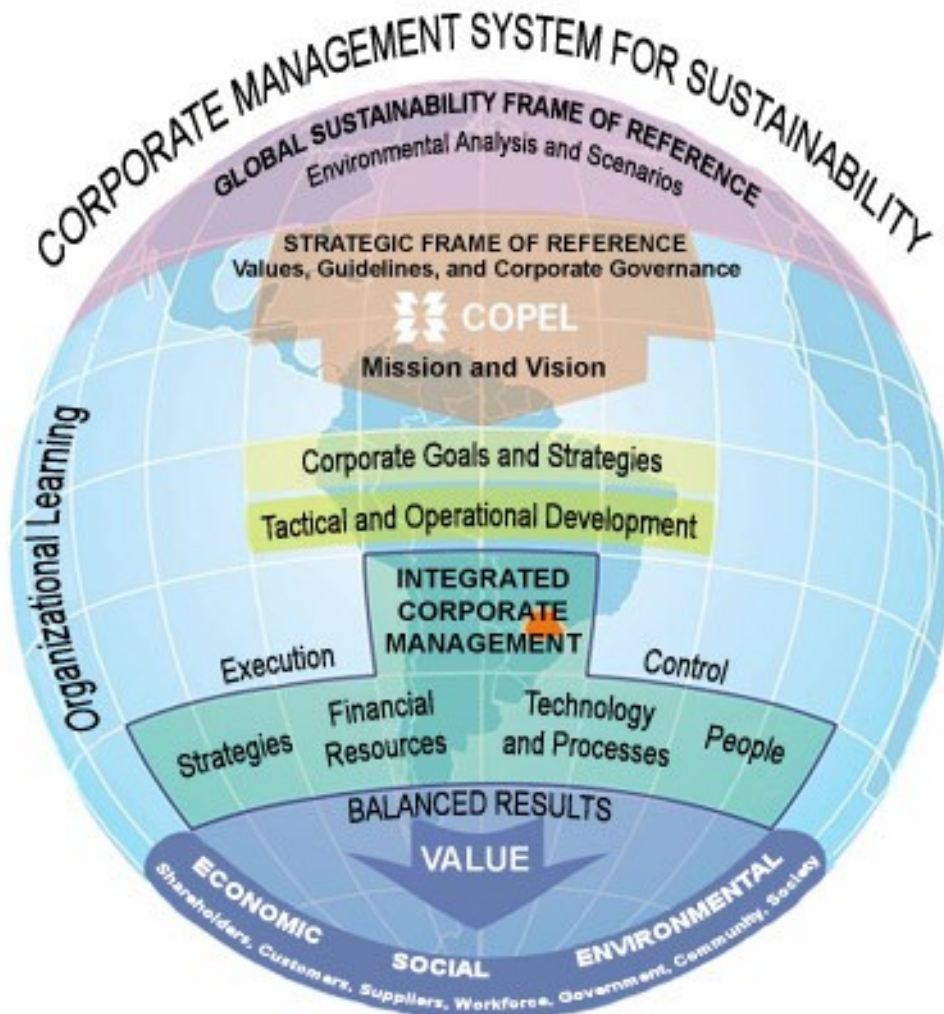 CORPORATE MANAGEMENT SYSTEM FOR SUSTAINABILITY
GLOBAL SUSTAINABILITY FRAME OF REFERENCE
Environmental Analysis and Scenarios
STRATEGIC FRAME OF REFERENCE
Values, Guidelines, and Corporate Governance
COPEL
Mission and Vision
Organizational Learning
Corporate Goals and Strategies
Tactical and Operational Development
INTEGRATED
CORPORATE
MANAGEMENT
Execution
Control
Strategies
Financial
Resources
Technology
and Processes
People
BALANCED RESULTS
VALUE
ECONOMIC
SOCIAL
ENVIRONMENTAL
Shareholders, Customers, Suppliers, Workforce, Government, Community, Society